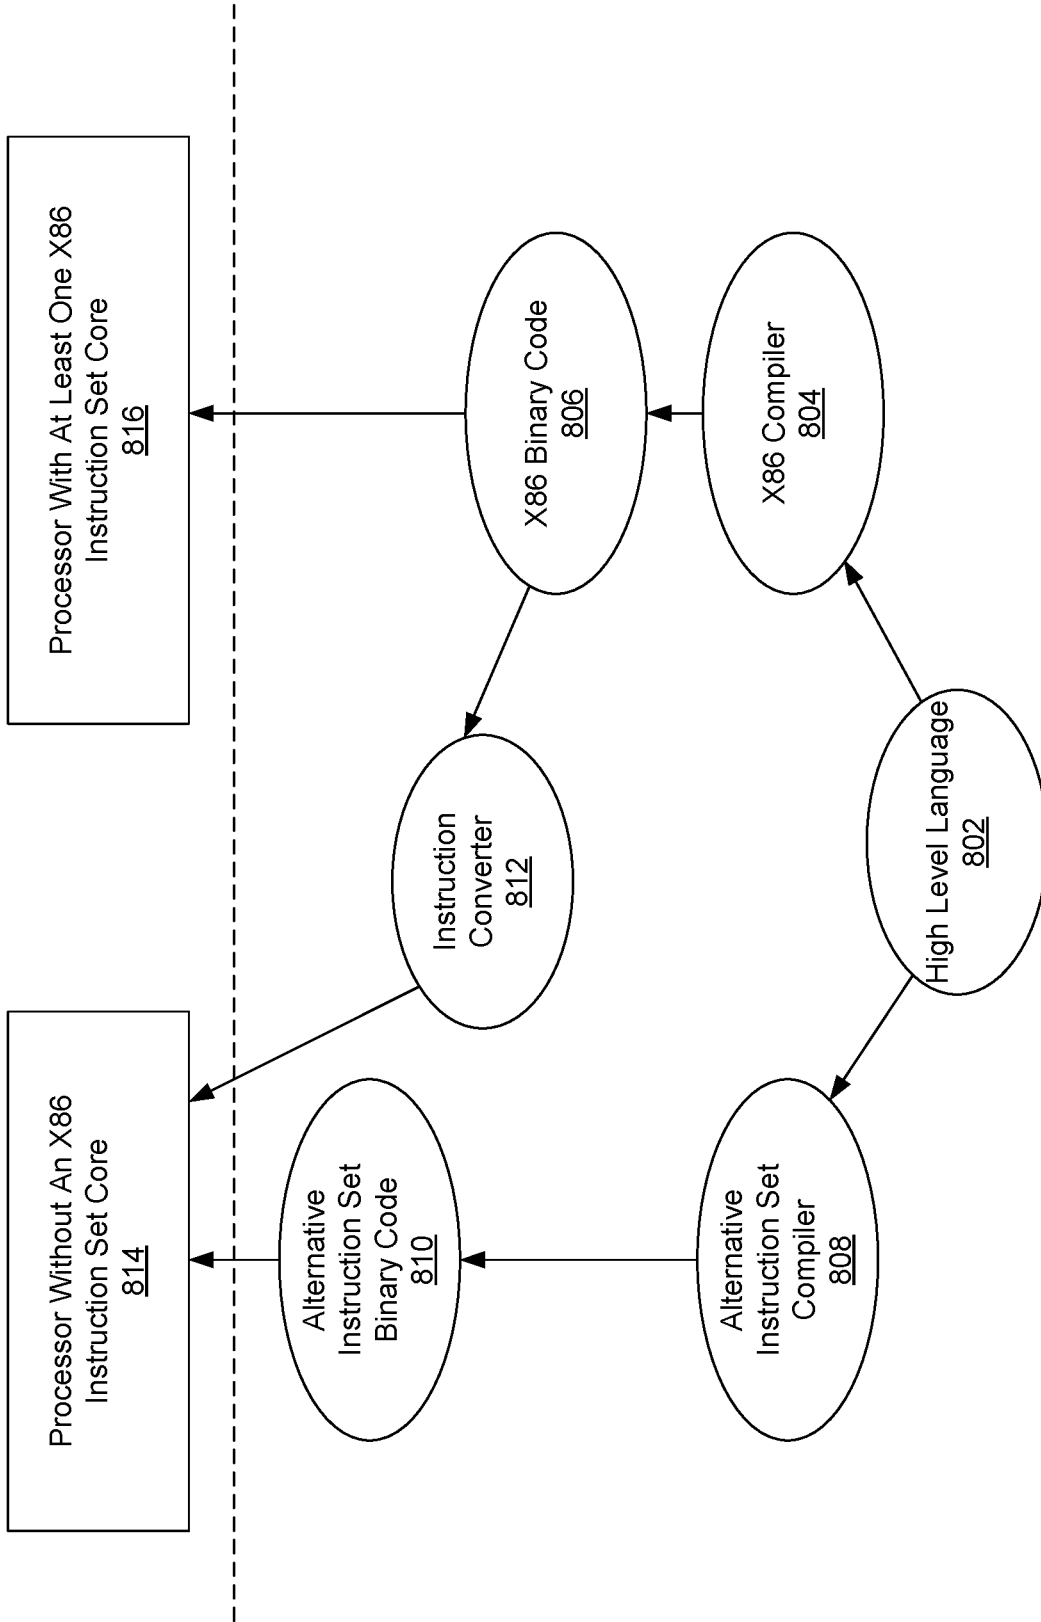 Processor Without An X86
Instruction Set Core
814
Processor With At Least One X86
Instruction Set Core
816
Alternative
Instruction Set
Binary Code
810
Instruction
Converter
812
X86 Binary Code
806
Alternative
Instruction Set
Compiler
808
X86 Compiler
804
High Level Language
802